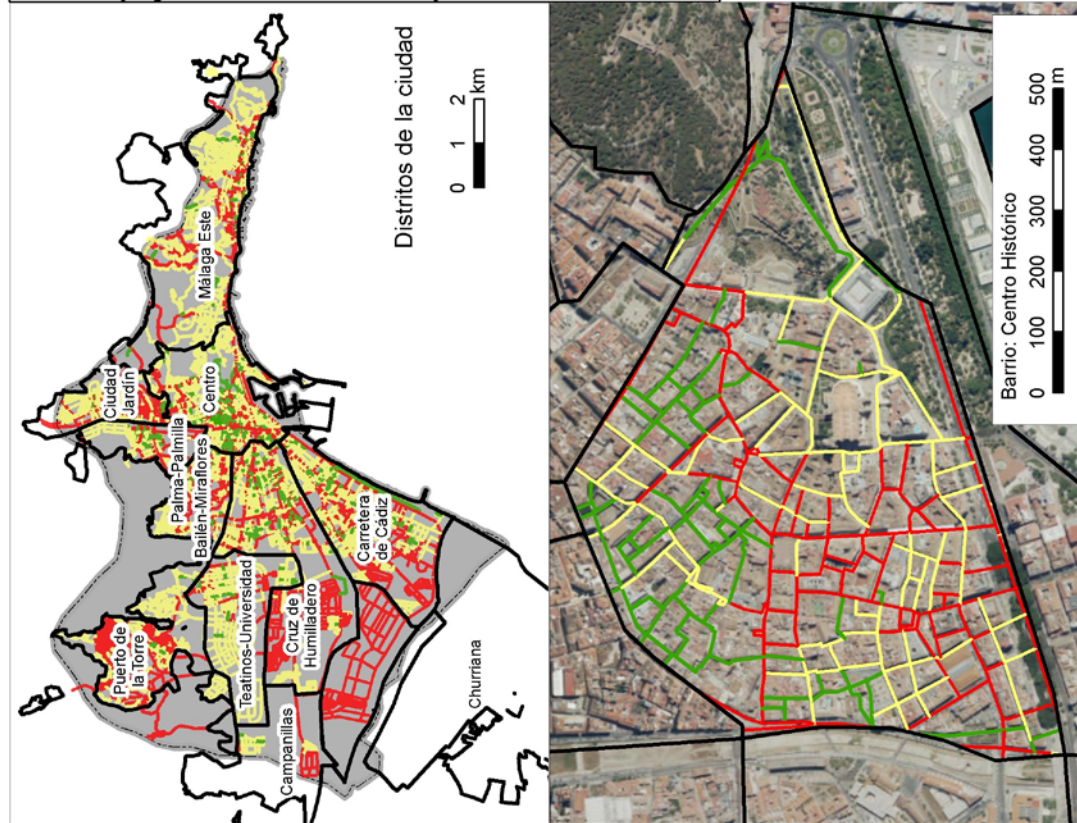 Distritos de la ciudad
0 1 2 km
Málaga Este
Ciudad
Jardín
Centro
Palma-Palmilla
Bailén-Miraflores
Carretera
de Cádiz
Teatinos-Universidad
Cruz de
Humilladero
Puerto de
la Torre
Campanillas
Churriana
Barrio: Centro Histórico
0 100 200 300 400 500 m